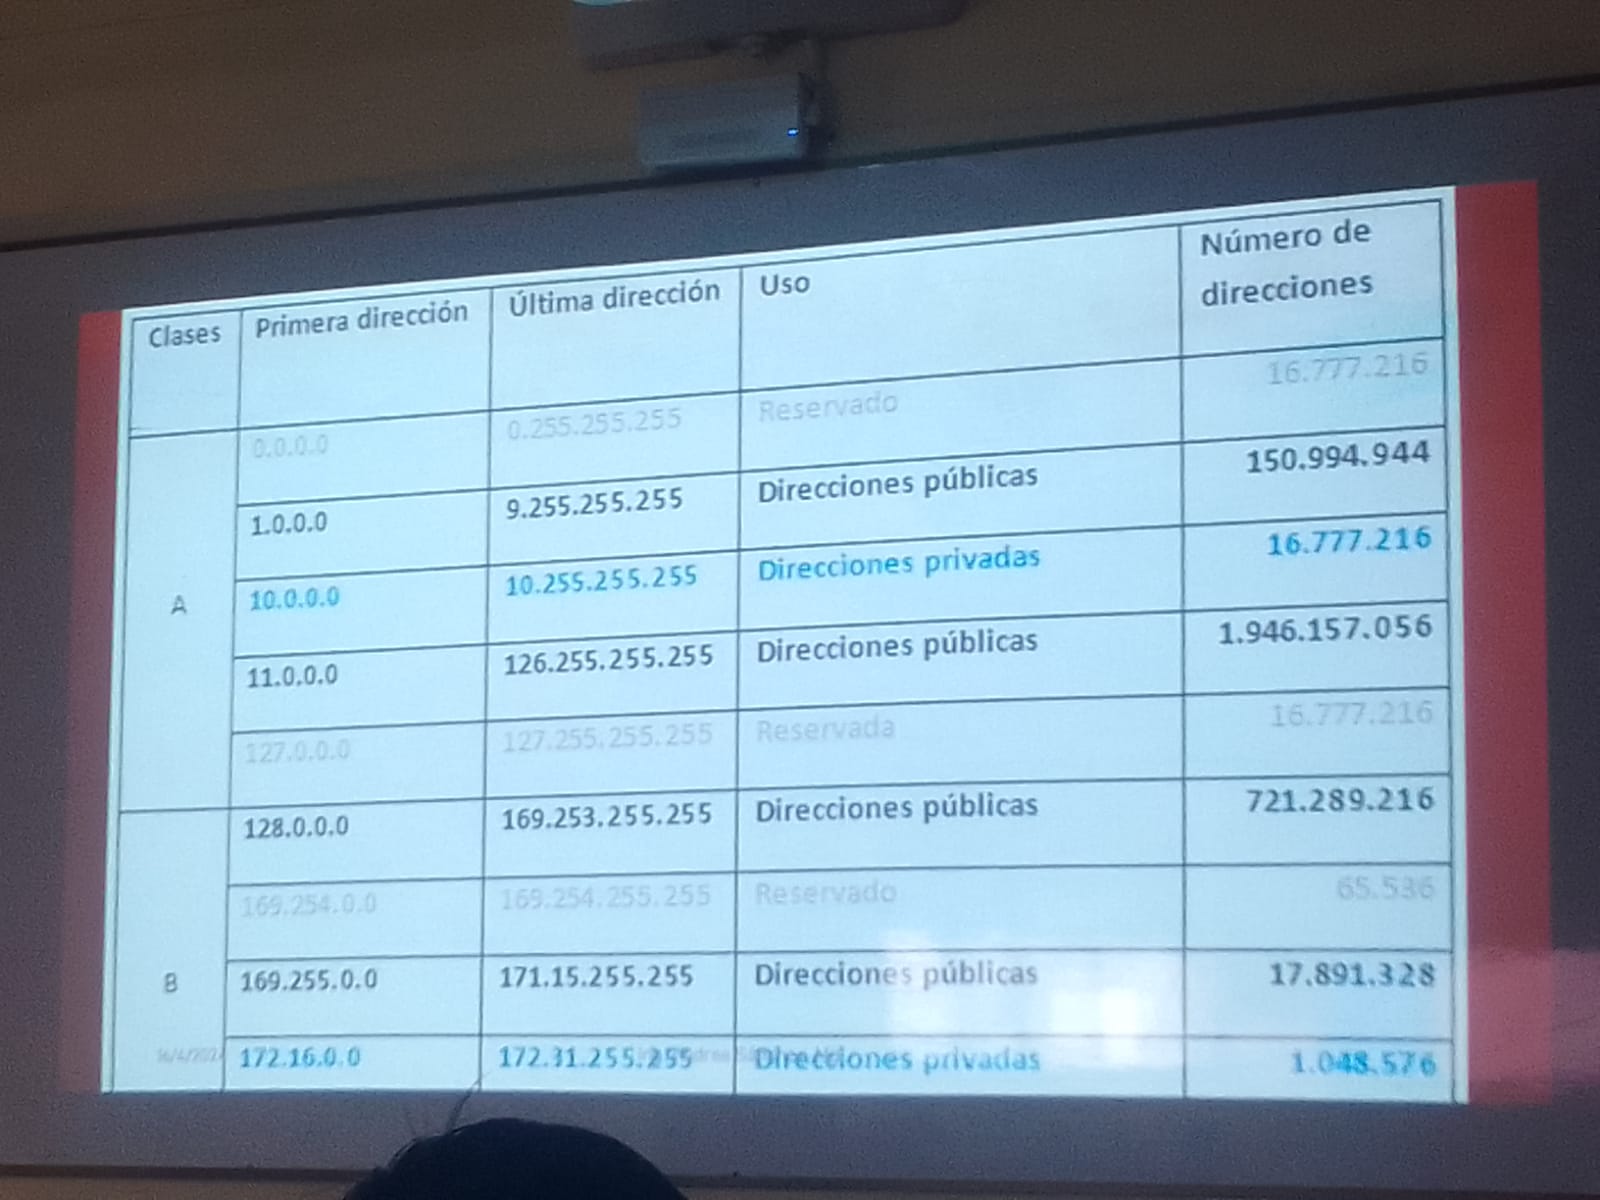 Clases Primera dirección Última dirección Uso Número de direcciones
0.0.0.0 0.255.255.255 Reservado 16.777.216
1.0.0.0 9.255.255.255 Direcciones públicas 150.994.944
A 10.0.0.0 10.255.255.255 Direcciones privadas 16.777.216
11.0.0.0 126.255.255.255 Direcciones públicas 1.946.157.056
127.0.0.0 127.255.255.255 Reservada 16.777.216
128.0.0.0 169.253.255.255 Direcciones públicas 721.289.216
169.254.0.0 169.254.255.255 Reservado 65.536
B 169.255.0.0 171.15.255.255 Direcciones públicas 17.891.328
172.16.0.0 172.31.255.255 Direcciones privadas 1.048.576